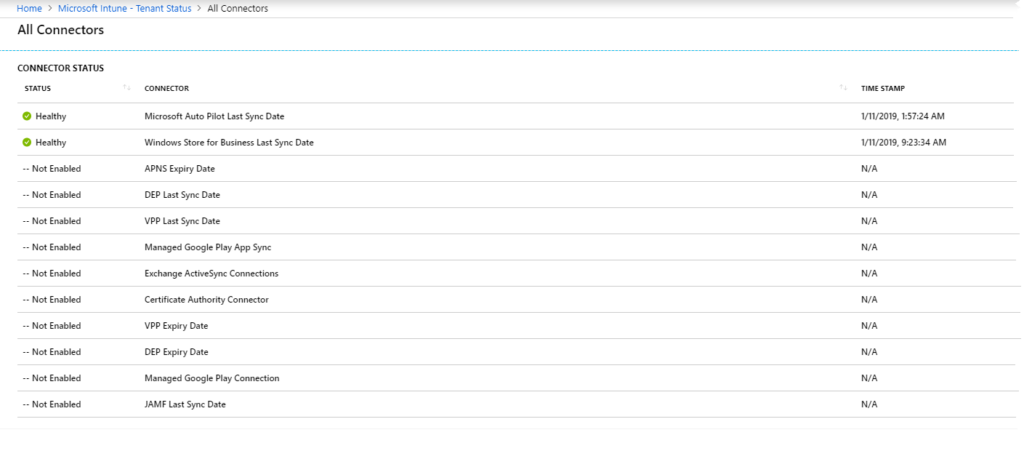 Home > Microsoft Intune - Tenant Status > All Connectors
All Connectors
CONNECTOR STATUS
STATUS CONNECTOR TIME STAMP
Healthy Microsoft Auto Pilot Last Sync Date 1/11/2019, 1:57:24 AM
Healthy Windows Store for Business Last Sync Date 1/11/2019, 9:23:34 AM
-- Not Enabled APNS Expiry Date N/A
-- Not Enabled DEP Last Sync Date N/A
-- Not Enabled VPP Last Sync Date N/A
-- Not Enabled Managed Google Play App Sync N/A
-- Not Enabled Exchange ActiveSync Connections N/A
-- Not Enabled Certificate Authority Connector N/A
-- Not Enabled VPP Expiry Date N/A
-- Not Enabled DEP Expiry Date N/A
-- Not Enabled Managed Google Play Connection N/A
-- Not Enabled JAMF Last Sync Date N/A